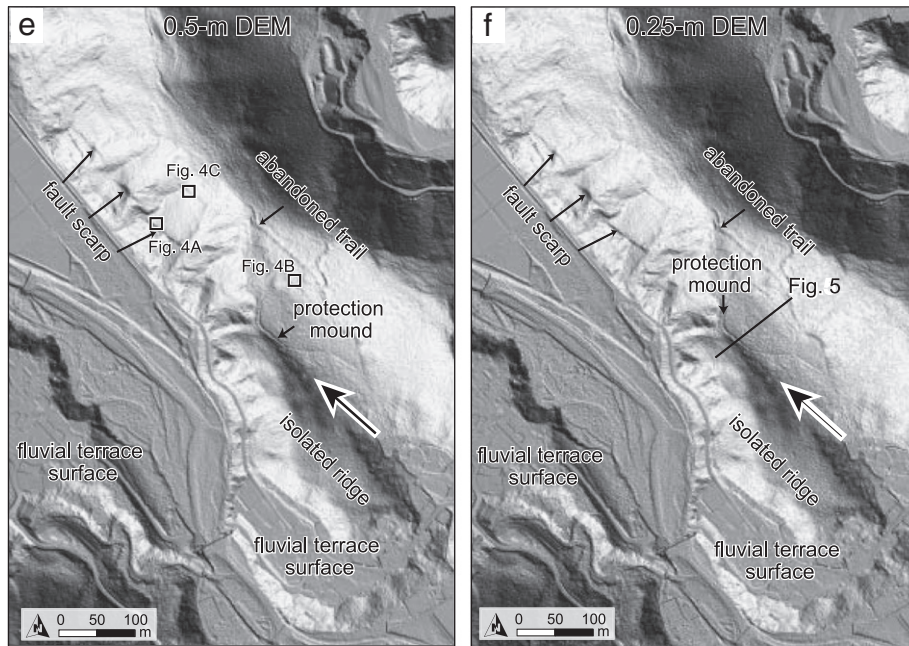 e
0.5-m DEM
Fig. 4C
abandoned trail
fault scarp
Fig. 4A
Fig. 4B
protection
mound
isolated ridge
fluvial terrace
surface
fluvial terrace
surface
N
0 50 100
m
f
0.25-m DEM
abandoned trail
fault scarp
protection
mound
Fig. 5
isolated ridge
fluvial terrace
surface
fluvial terrace
surface
N
0 50 100
m